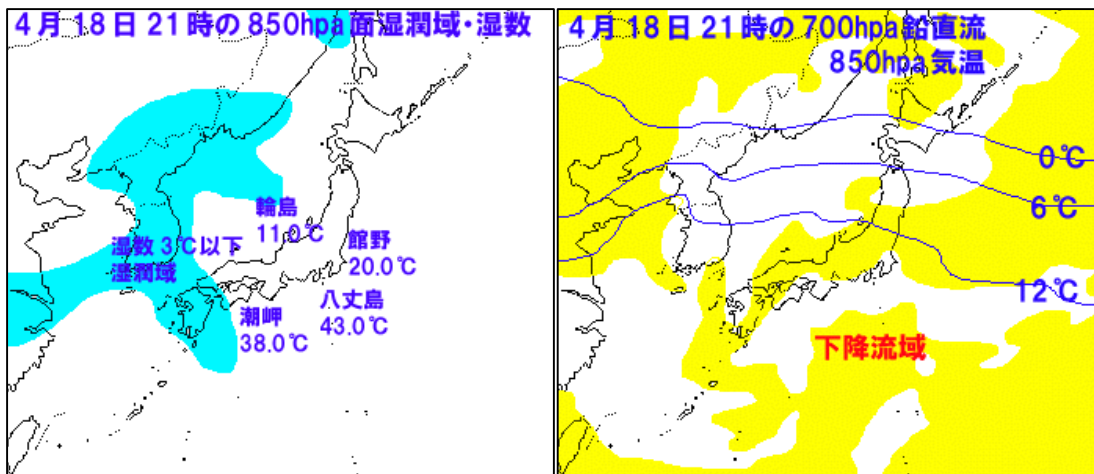 4月18日21時の850hpa面湿潤域・湿数
輪島
11.0℃
館野
20.0℃
湿数3℃以下
湿潤域
八丈島
43.0℃
潮岬
38.0℃
4月18日21時の700hpa鉛直流
850hpa気温
0℃
6℃
12℃
下降流域